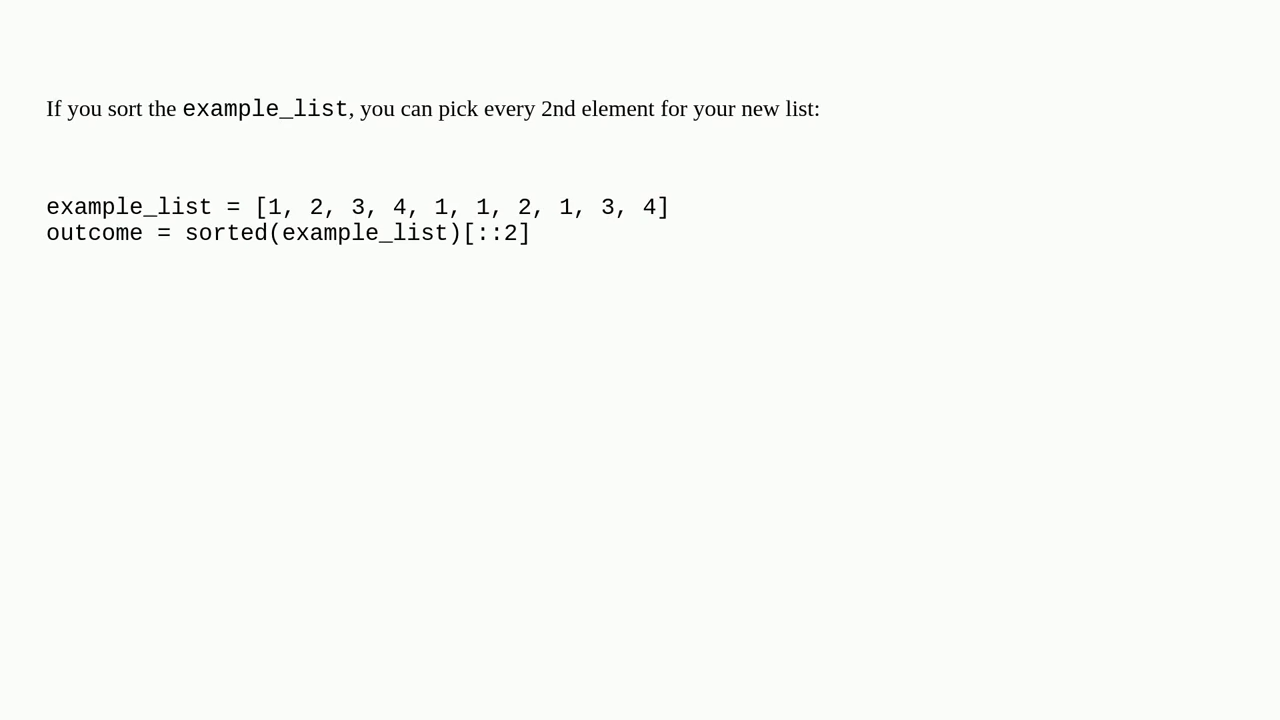 If you sort the example_list, you can pick every 2nd element for your new list:
example_list = [1, 2, 3, 4, 1, 1, 2, 1, 3, 4]
outcome = sorted(example_list)[::2]